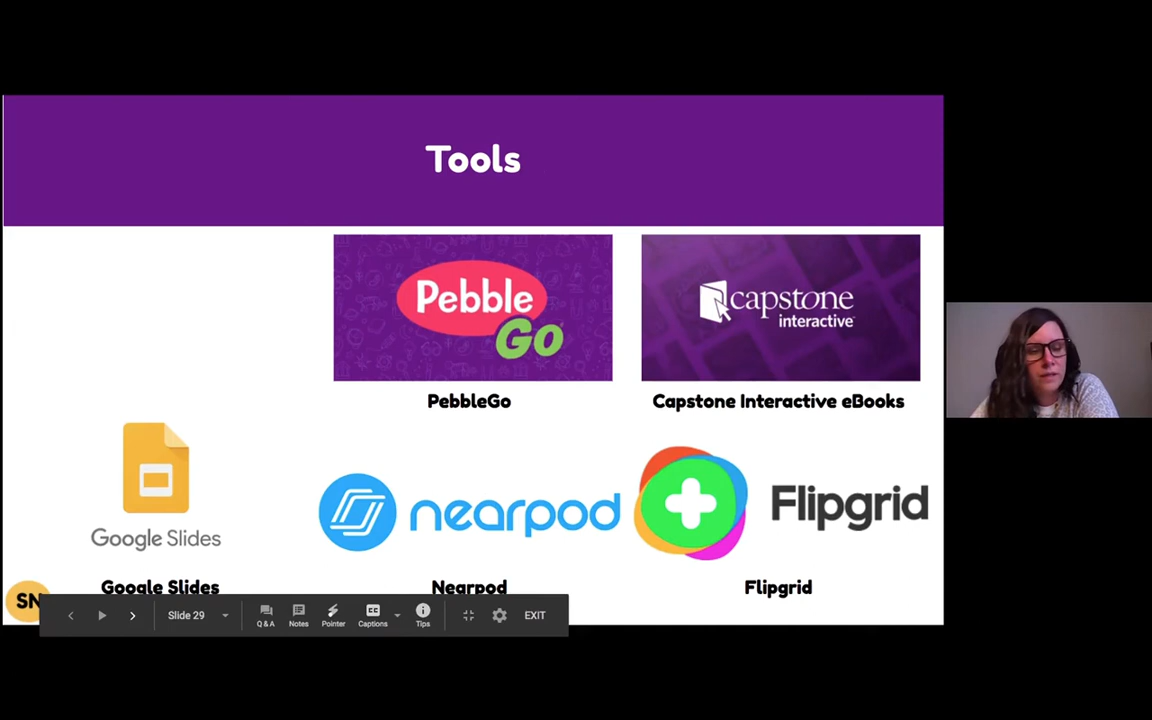 Tools
Pebble
Go
capstone
interactive
PebbleGo
Capstone Interactive eBooks
Google Slides
nearpod
Flipgrid
Google Slides
Nearpod
Flipgrid
SN
Slide 29
Q & A
Notes
Pointer
CC
Captions
Tips
EXIT